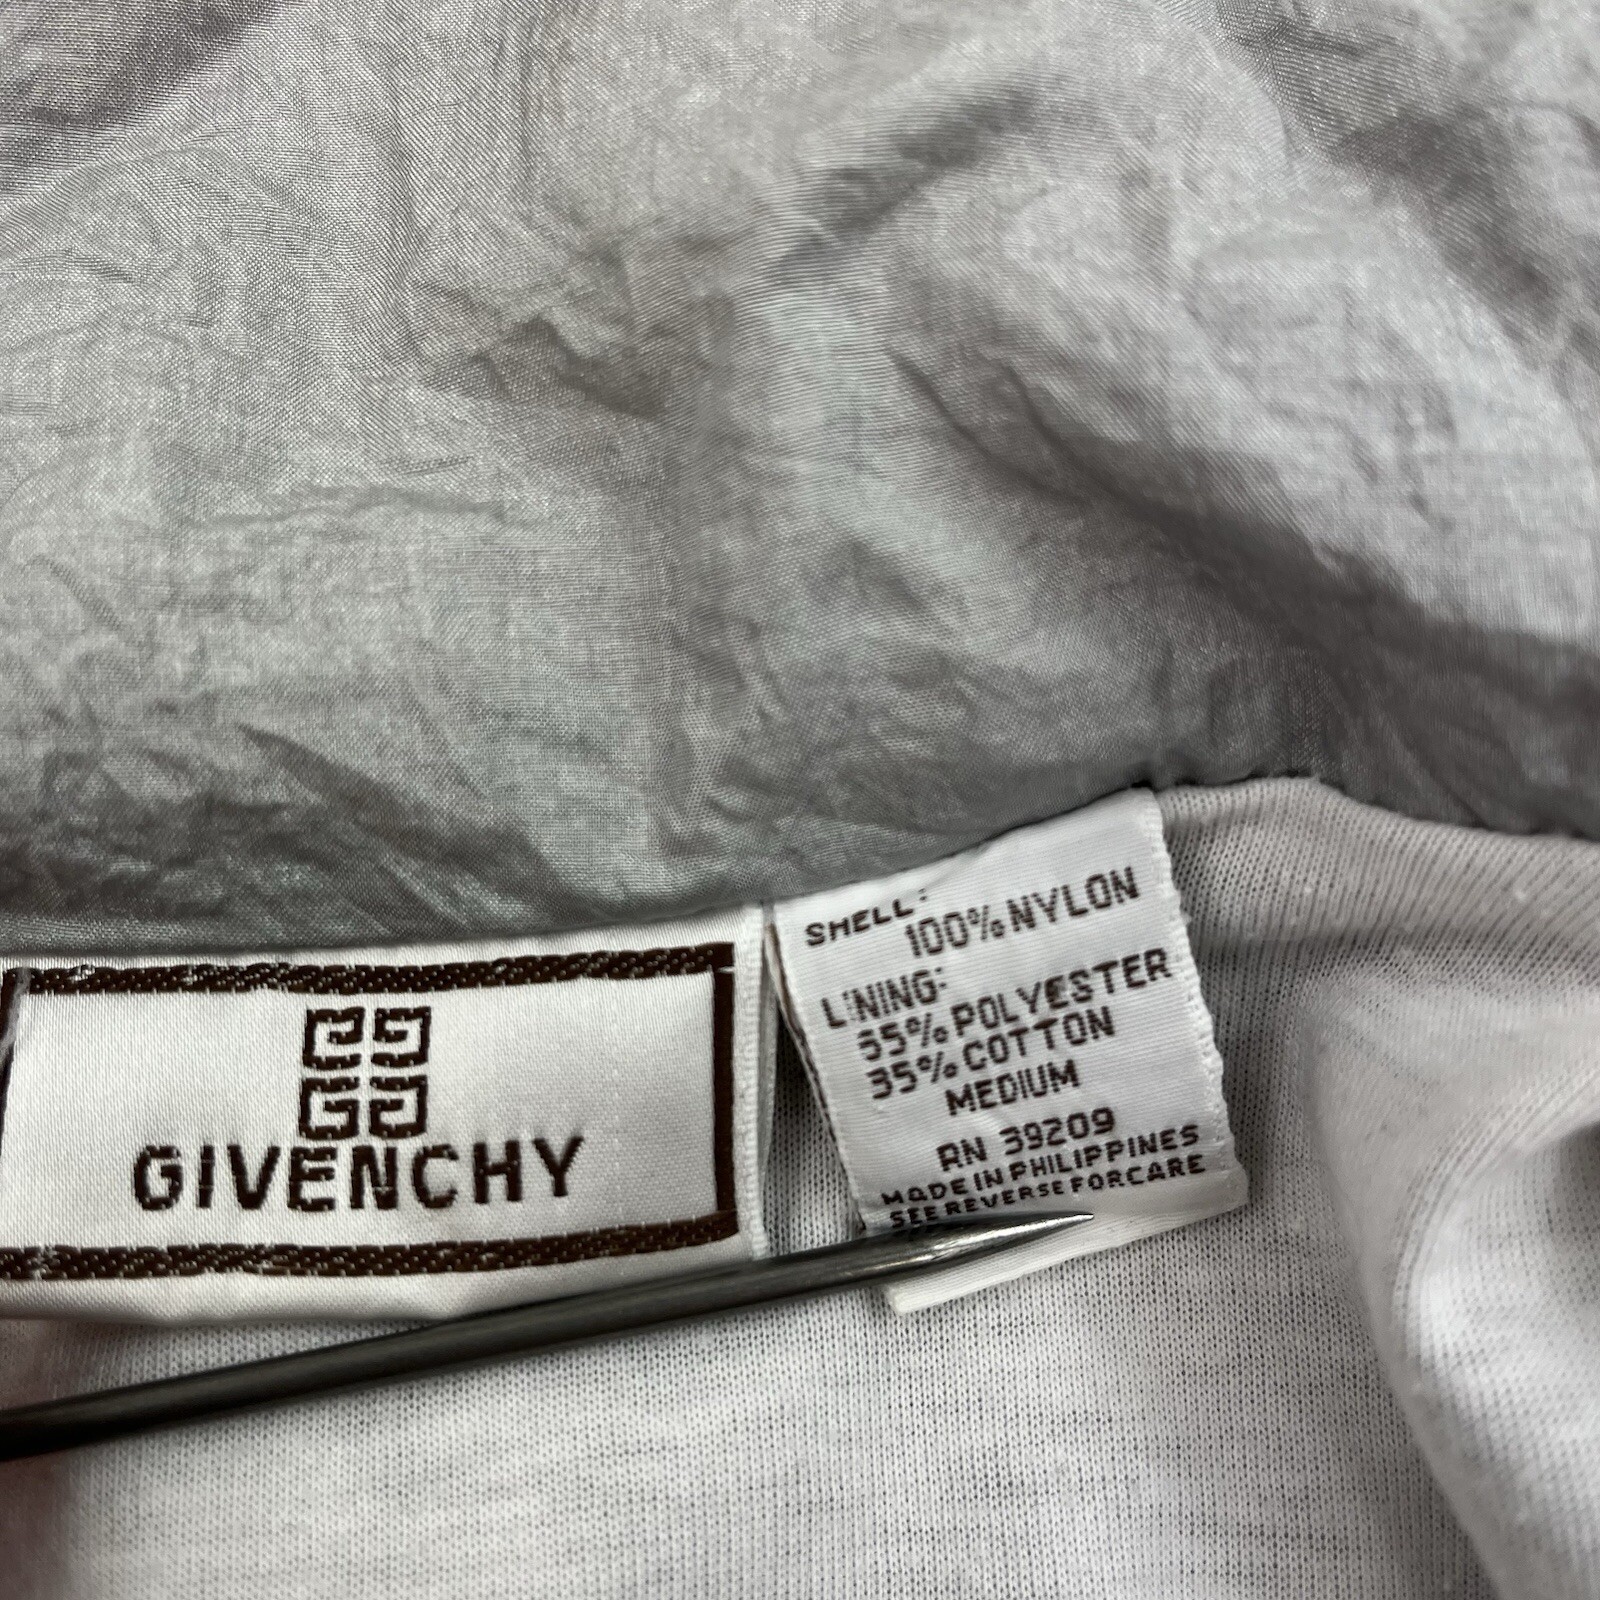 GIVENCHY
SHELL:
100% NYLON
LINING:
65% POLYESTER
35% COTTON
MEDIUM
RN 39209
MADE IN PHILIPPINES
SEE REVERSE FOR CARE